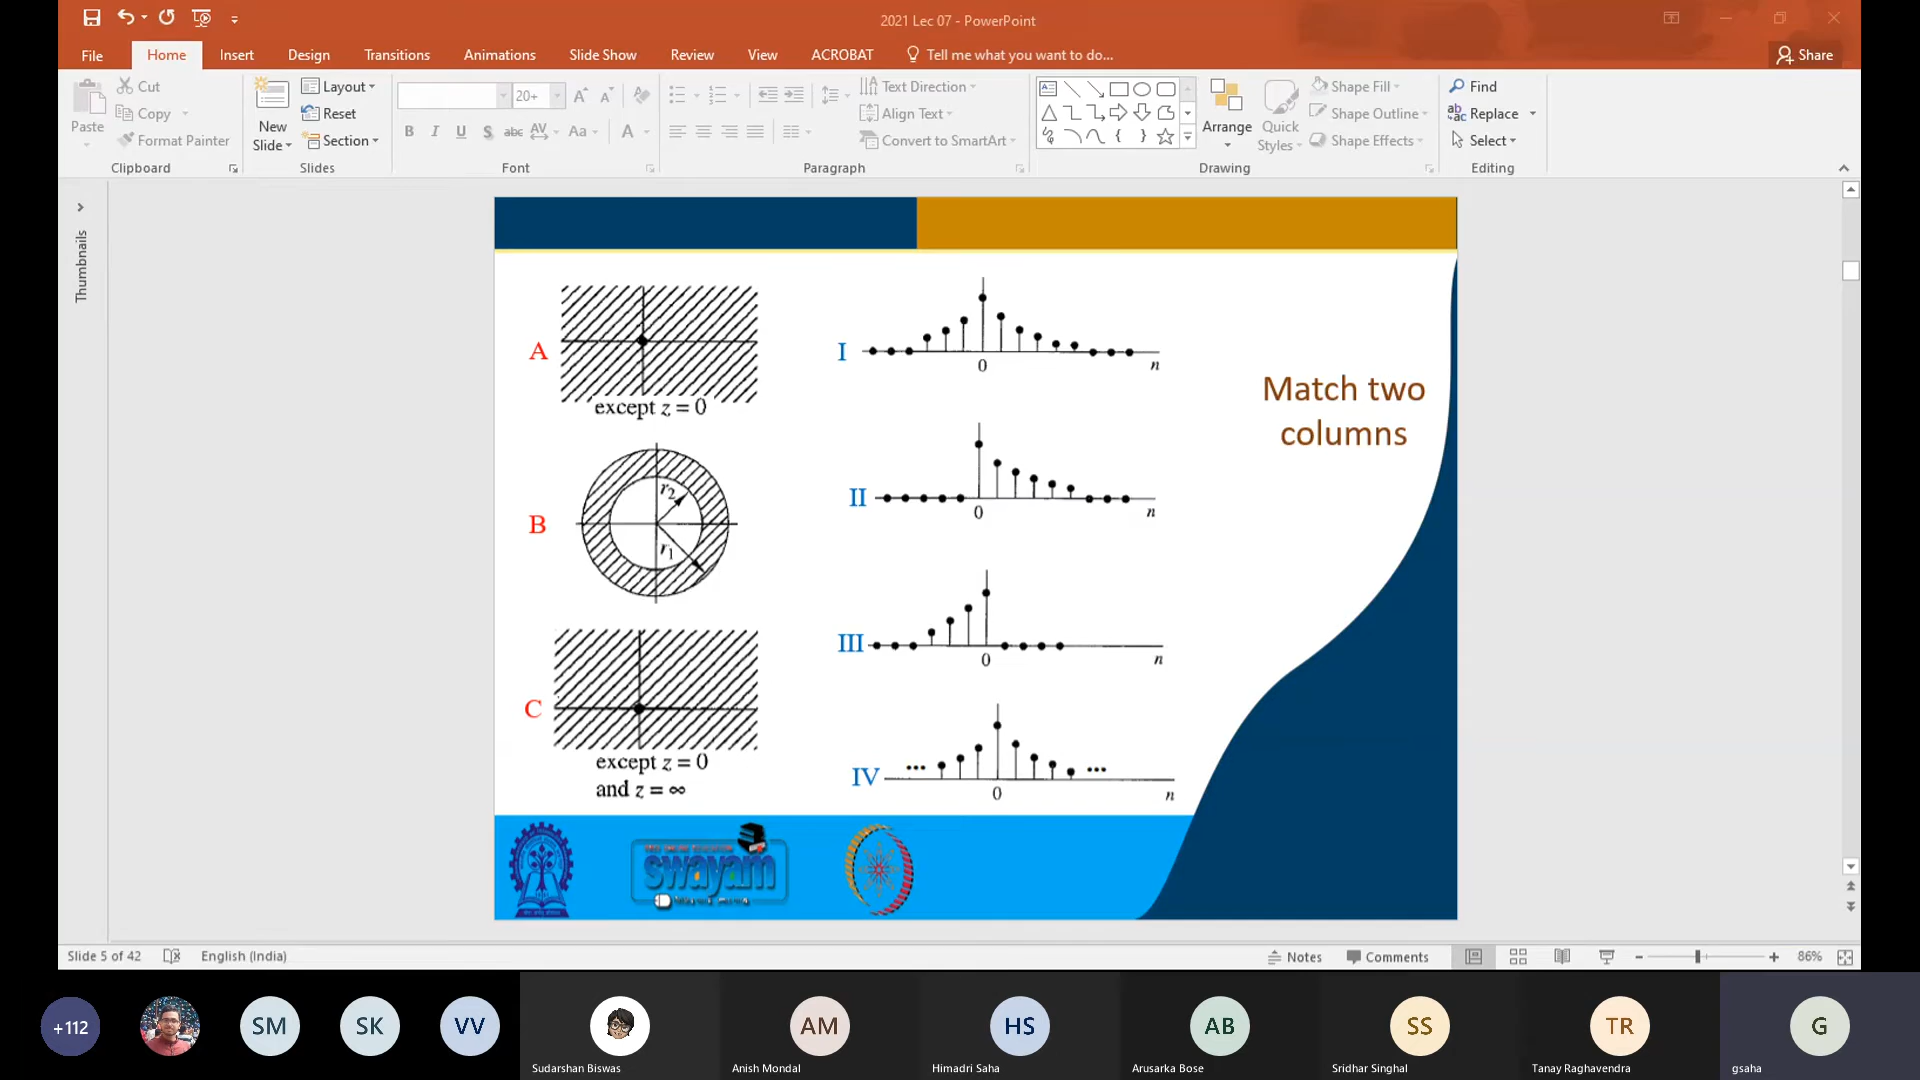 2021 Lec 07 - PowerPoint
File Home Insert Design Transitions Animations Slide Show Review View ACROBAT Tell me what you want to do... Share
Paste
Cut
Copy
Format Painter
Clipboard
New Slide
Layout
Reset
Section
Slides
20+
B I U S abc AV Aa A
Font
Text Direction
Align Text
Convert to SmartArt
Paragraph
Arrange
Quick Styles
Shape Fill
Shape Outline
Shape Effects
Drawing
Find
Replace
Select
Editing
Thumbnails
A
except z = 0
B
r2
r1
C
except z = 0
and z = ∞
I
0 n
II
0 n
III
0 n
IV
... ...
0 n
Match two
columns
swayam
Slide 5 of 42 English (India) Notes Comments 86%
+112 SM SK VV AM HS AB SS TR G
Sudarshan Biswas Anish Mondal Himadri Saha Arusarka Bose Sridhar Singhal Tanay Raghavendra gsaha